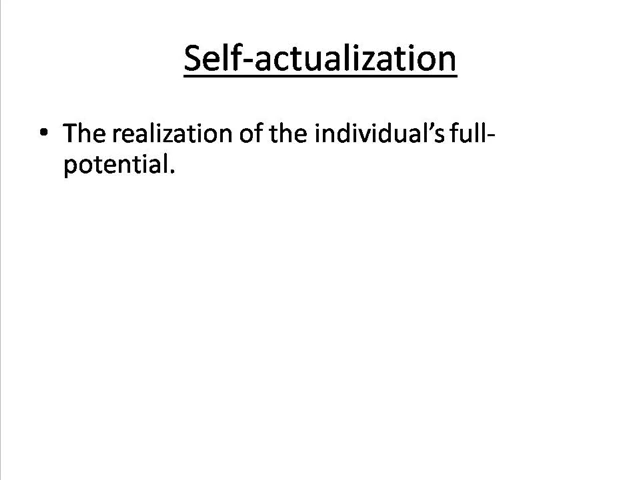 Self-actualization
• The realization of the individual’s full-
potential.